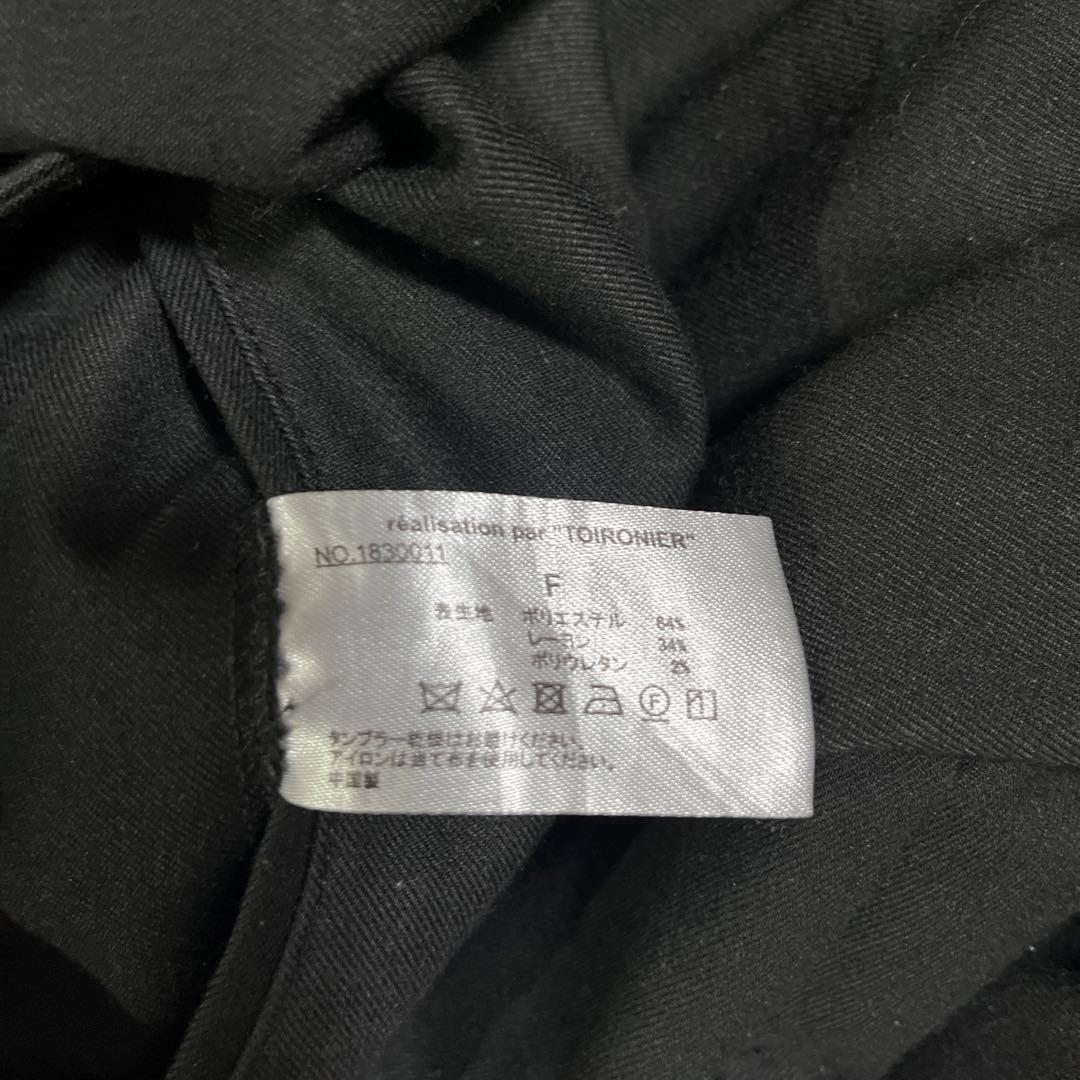 réalisation par "TOIRONIER"
NO.1830011
F
表生地 ポリエステル 64%
レーヨン 34%
ポリウレタン 2%
F
タンブラー乾燥はお避けください。
アイロンは当て布を使用してください。
中国製